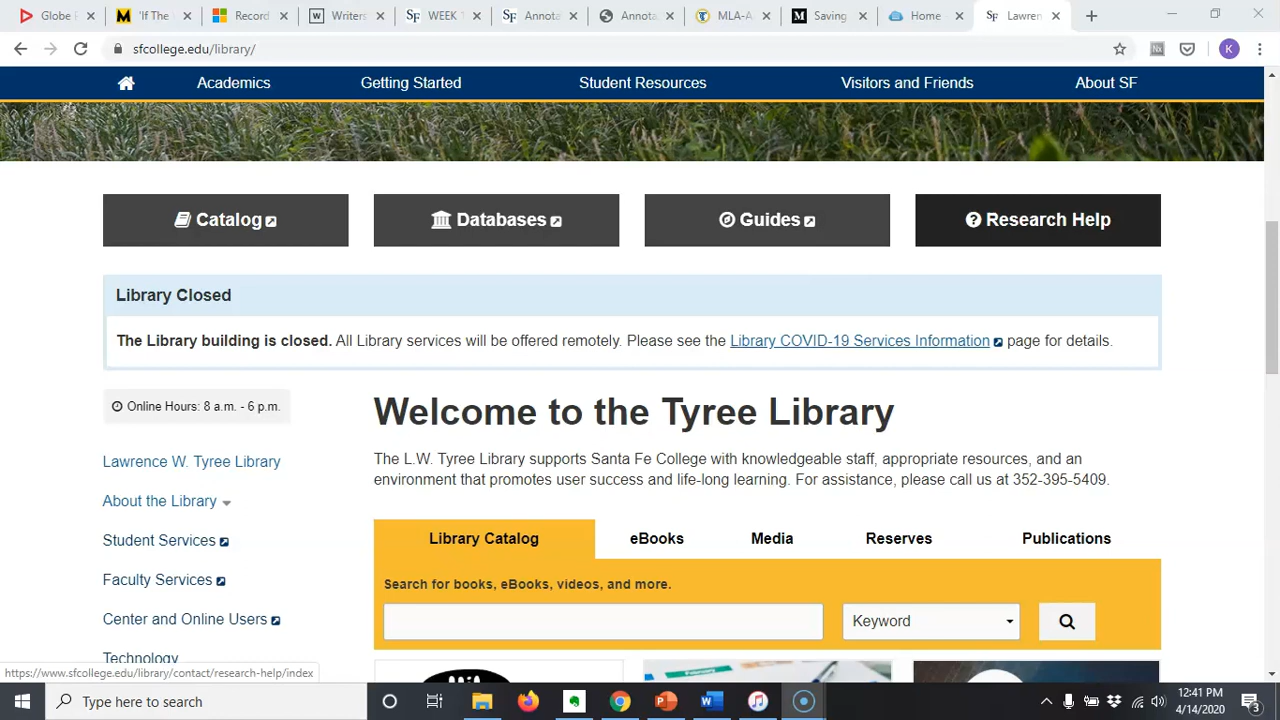 Globe
'If The
Record
Writers
WEEK
Annota
Annota
MLA-A
Saving
Home -
Lawren
sfcollege.edu/library/
K
Academics Getting Started Student Resources Visitors and Friends About SF
Catalog Databases Guides Research Help
Library Closed
The Library building is closed. All Library services will be offered remotely. Please see the Library COVID-19 Services Information page for details.
Online Hours: 8 a.m. - 6 p.m.
Welcome to the Tyree Library
Lawrence W. Tyree Library
The L.W. Tyree Library supports Santa Fe College with knowledgeable staff, appropriate resources, and an
environment that promotes user success and life-long learning. For assistance, please call us at 352-395-5409.
About the Library
Student Services
Library Catalog eBooks Media Reserves Publications
Faculty Services
Search for books, eBooks, videos, and more.
Center and Online Users
Keyword
Technology
https://www.sfcollege.edu/library/contact/research-help/index
Type here to search
12:41 PM
4/14/2020
3